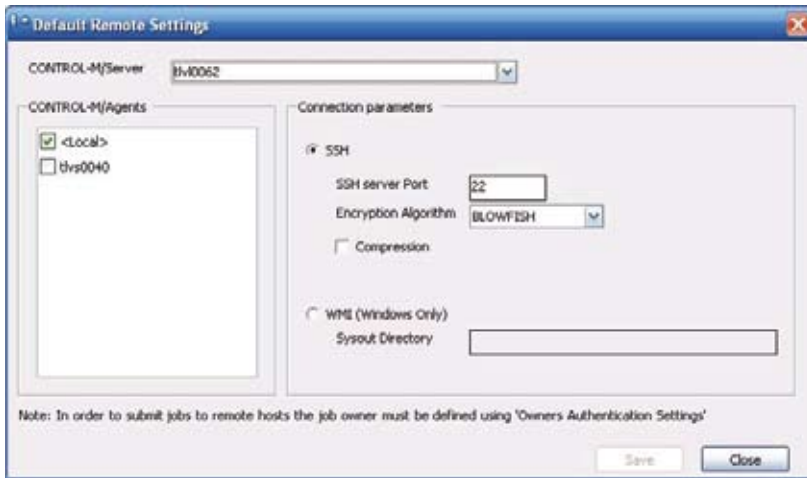 Default Remote Settings
CONTROL-M/Server tlvl0062
CONTROL-M/Agents
<Local>
tlvs0040
Connection parameters
SSH
SSH server Port 22
Encryption Algorithm BLOWFISH
Compression
WMI (Windows Only)
Sysout Directory
Note: In order to submit jobs to remote hosts the job owner must be defined using 'Owners Authentication Settings'
Save Close